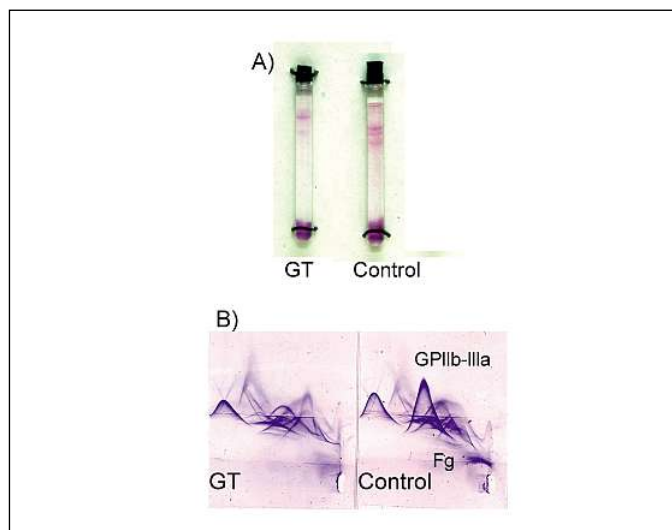 A)
GT Control
B)
GPIIb-IIIa
Fg
GT Control